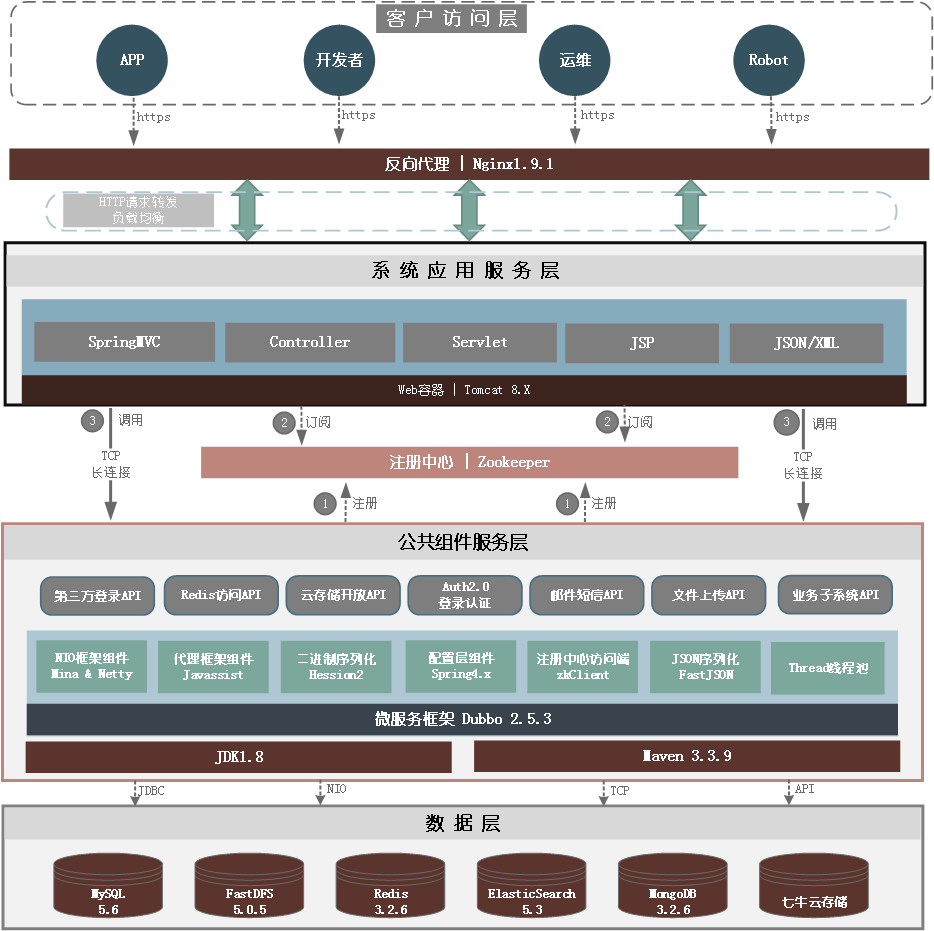 客户访问层
APP
开发者
运维
Robot
https
https
https
https
反向代理 | Nginx1.9.1
HTTP请求转发
负载均衡
系统应用服务层
SpringMVC
Controller
Servlet
JSP
JSON/XML
Web容器 | Tomcat 8.X
3 调用
2 订阅
2 订阅
3 调用
TCP
长连接
注册中心 | Zookeeper
TCP
长连接
1 注册
1 注册
公共组件服务层
第三方登录API
Redis访问API
云存储开放API
Auth2.0
登录认证
邮件短信API
文件上传API
业务子系统API
NIO框架组件
Mina & Netty
代理框架组件
Javassist
二进制序列化
Hession2
配置层组件
Spring4.x
注册中心访问端
zkClient
JSON序列化
FastJSON
Thread线程池
微服务框架 Dubbo 2.5.3
JDK1.8
Maven 3.3.9
JDBC
NIO
TCP
API
数据层
MySQL
5.6
FastDFS
5.0.5
Redis
3.2.6
ElasticSearch
5.3
MongoDB
3.2.6
七牛云存储